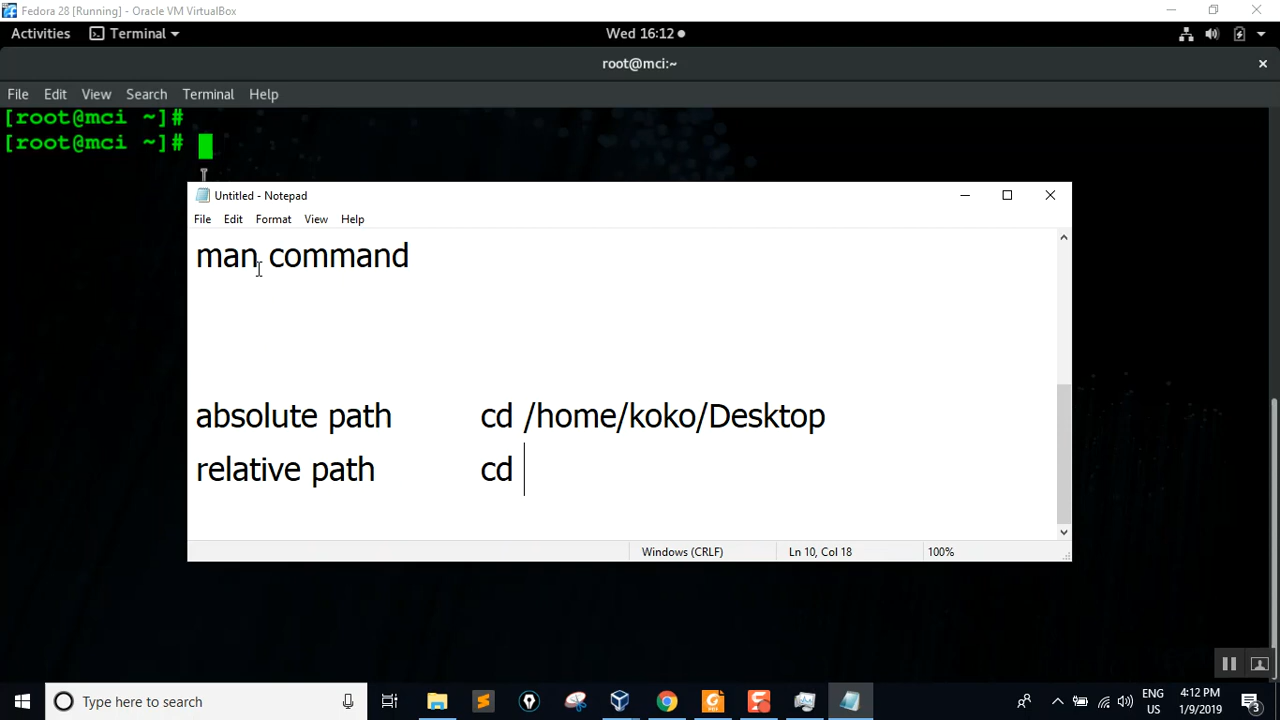 Fedora 28 [Running] - Oracle VM VirtualBox
Activities Terminal Wed 16:12
root@mci:~
File Edit View Search Terminal Help
[root@mci ~]#
[root@mci ~]#
Untitled - Notepad
File Edit Format View Help
man command
absolute path cd /home/koko/Desktop
relative path cd
Windows (CRLF) Ln 10, Col 18 100%
Type here to search
ENG
US
4:12 PM
1/9/2019
3